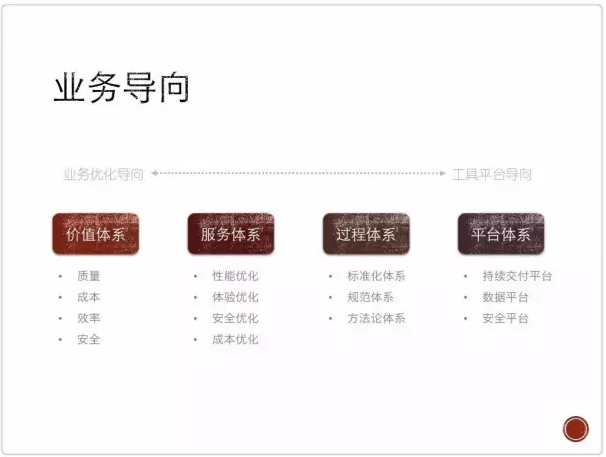 业务导向
业务优化导向 工具平台导向
价值体系 服务体系 过程体系 平台体系
• 质量
• 成本
• 效率
• 安全
• 性能优化
• 体验优化
• 安全优化
• 成本优化
• 标准化体系
• 规范体系
• 方法论体系
• 持续交付平台
• 数据平台
• 安全平台